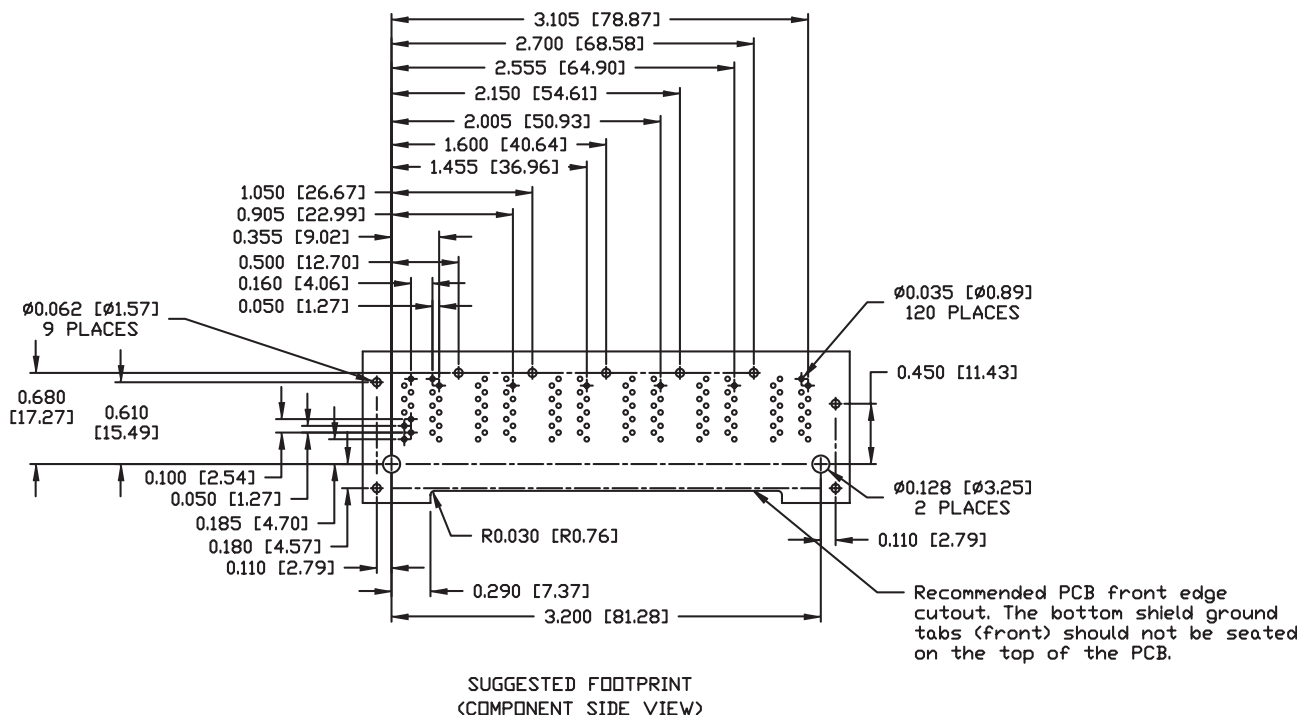 3.105 [78.87]
2.700 [68.58]
2.555 [64.90]
2.150 [54.61]
2.005 [50.93]
1.600 [40.64]
1.455 [36.96]
1.050 [26.67]
0.905 [22.99]
0.355 [9.02]
0.500 [12.70]
0.160 [4.06]
0.050 [1.27]
Ø0.062 [Ø1.57]
9 PLACES
Ø0.035 [Ø0.89]
120 PLACES
0.680
[17.27]
0.610
[15.49]
0.450 [11.43]
0.100 [2.54]
0.050 [1.27]
0.185 [4.70]
0.180 [4.57]
0.110 [2.79]
R0.030 [R0.76]
0.290 [7.37]
3.200 [81.28]
Ø0.128 [Ø3.25]
2 PLACES
0.110 [2.79]
Recommended PCB front edge
cutout. The bottom shield ground
tabs (front) should not be seated
on the top of the PCB.
SUGGESTED FOOTPRINT
(COMPONENT SIDE VIEW)